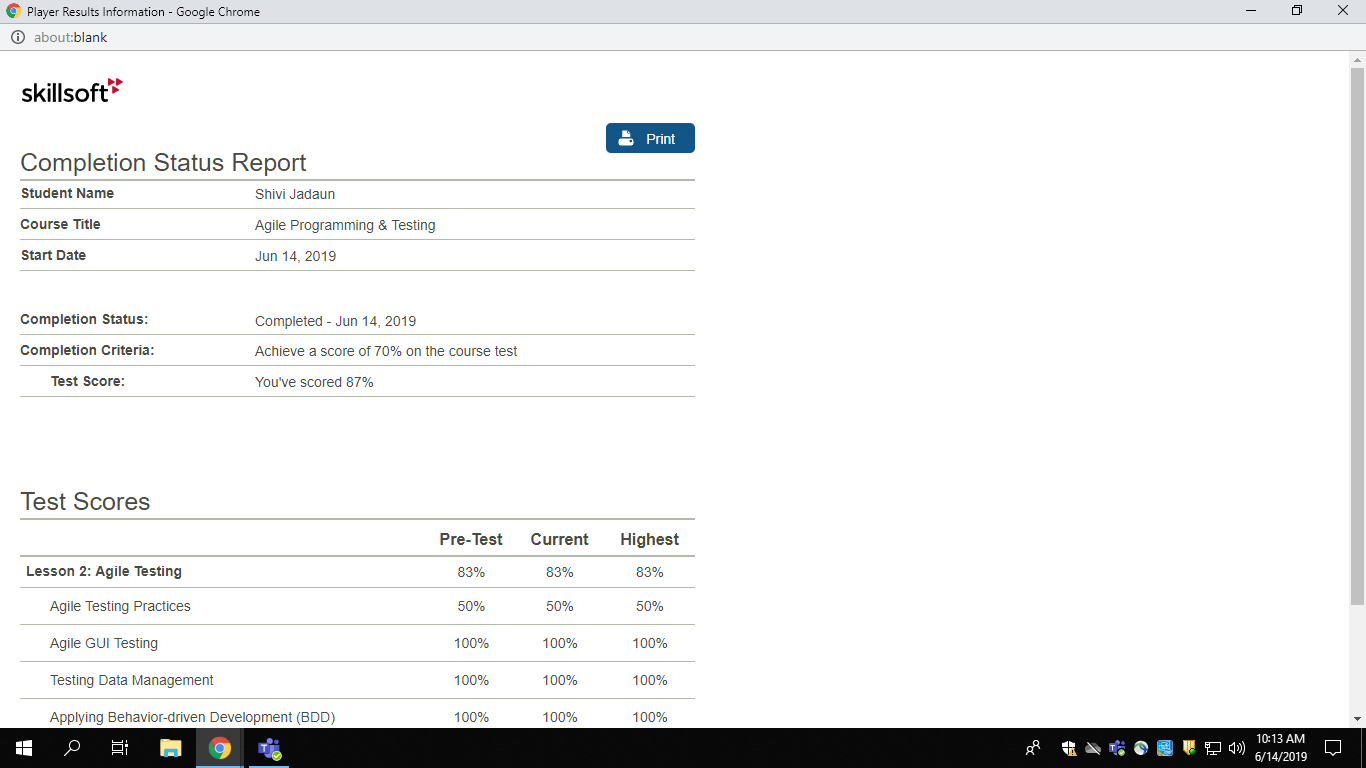 Player Results Information - Google Chrome
about:blank
skillsoft
Print
Completion Status Report
Student Name Shivi Jadaun
Course Title Agile Programming & Testing
Start Date Jun 14, 2019
Completion Status: Completed - Jun 14, 2019
Completion Criteria: Achieve a score of 70% on the course test
Test Score: You've scored 87%
Test Scores
Pre-Test Current Highest
Lesson 2: Agile Testing 83% 83% 83%
Agile Testing Practices 50% 50% 50%
Agile GUI Testing 100% 100% 100%
Testing Data Management 100% 100% 100%
Applying Behavior-driven Development (BDD) 100% 100% 100%
10:13 AM
6/14/2019